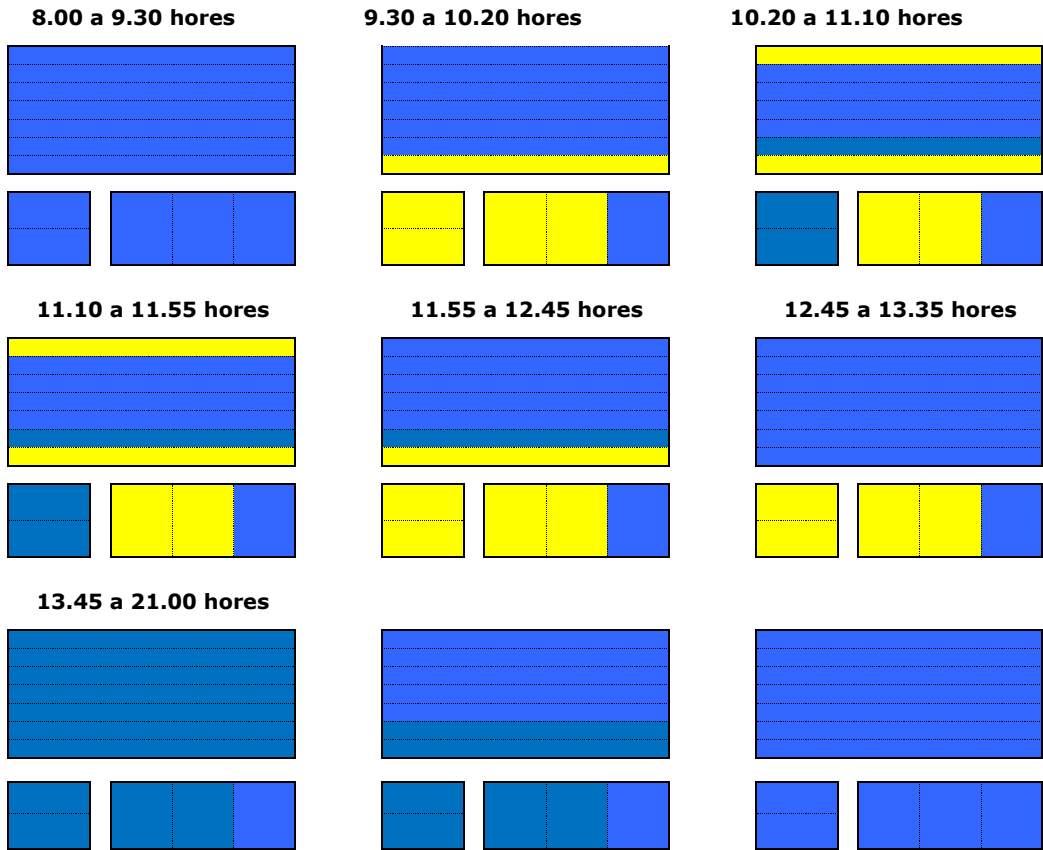 8.00 a 9.30 hores
9.30 a 10.20 hores
10.20 a 11.10 hores
11.10 a 11.55 hores
11.55 a 12.45 hores
12.45 a 13.35 hores
13.45 a 21.00 hores